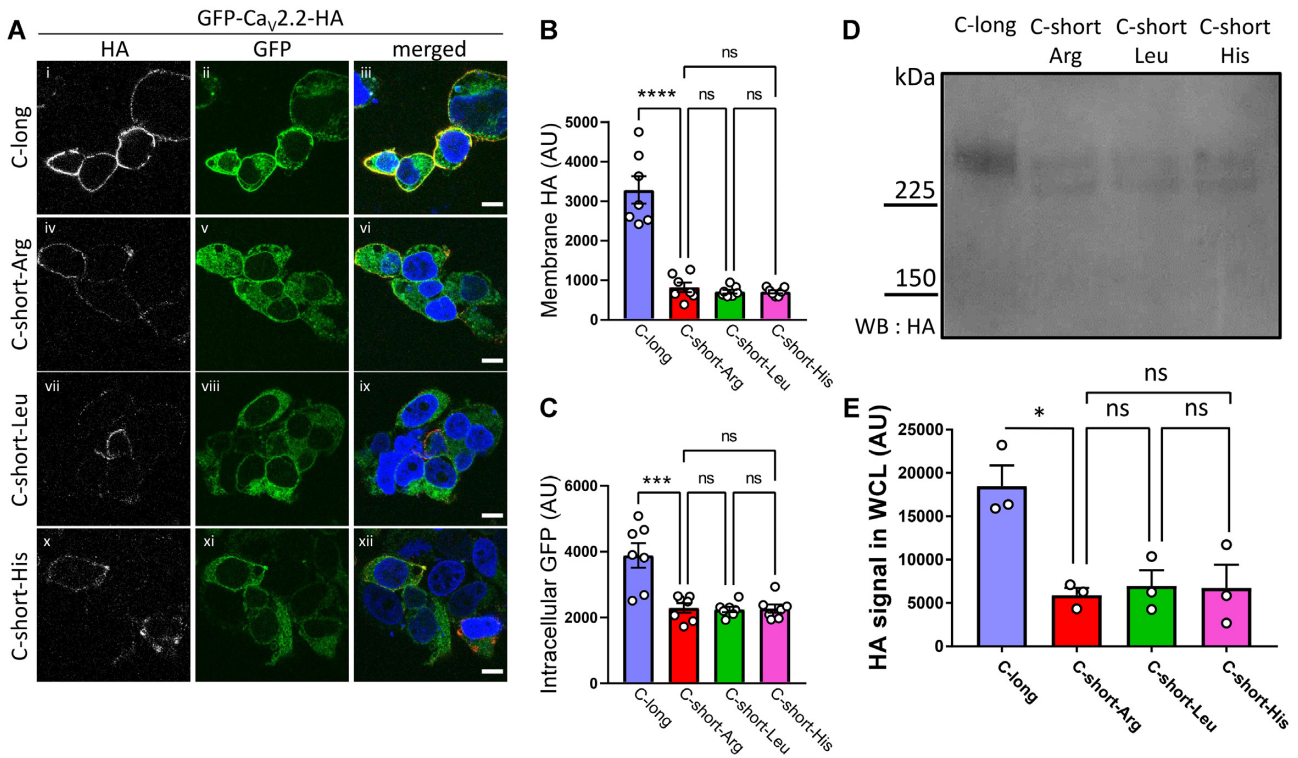 A
GFP-CaV2.2-HA
HA GFP merged
C-long
i ii iii
C-short-Arg
iv v vi
C-short-Leu
vii viii ix
C-short-His
x xi xii
B
ns
**** ns ns
Membrane HA (AU)
5000
4000
3000
2000
1000
0
C-long C-short-Arg C-short-Leu C-short-His
C
ns
*** ns ns
Intracellular GFP (AU)
6000
4000
2000
0
C-long C-short-Arg C-short-Leu C-short-His
D
C-long C-short C-short C-short
Arg Leu His
kDa
225
150
WB : HA
E
ns
* ns ns
HA signal in WCL (AU)
25000
20000
15000
10000
5000
0
C-long C-short-Arg C-short-Leu C-short-His